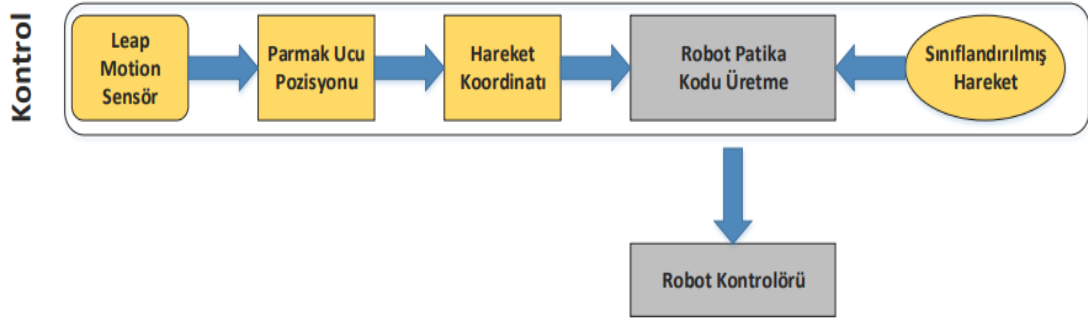 Kontrol
Leap
Motion
Sensör
Parmak Ucu
Pozisyonu
Hareket
Koordinatı
Robot Patika
Kodu Üretme
Sınıflandırılmış
Hareket
Robot Kontrolörü